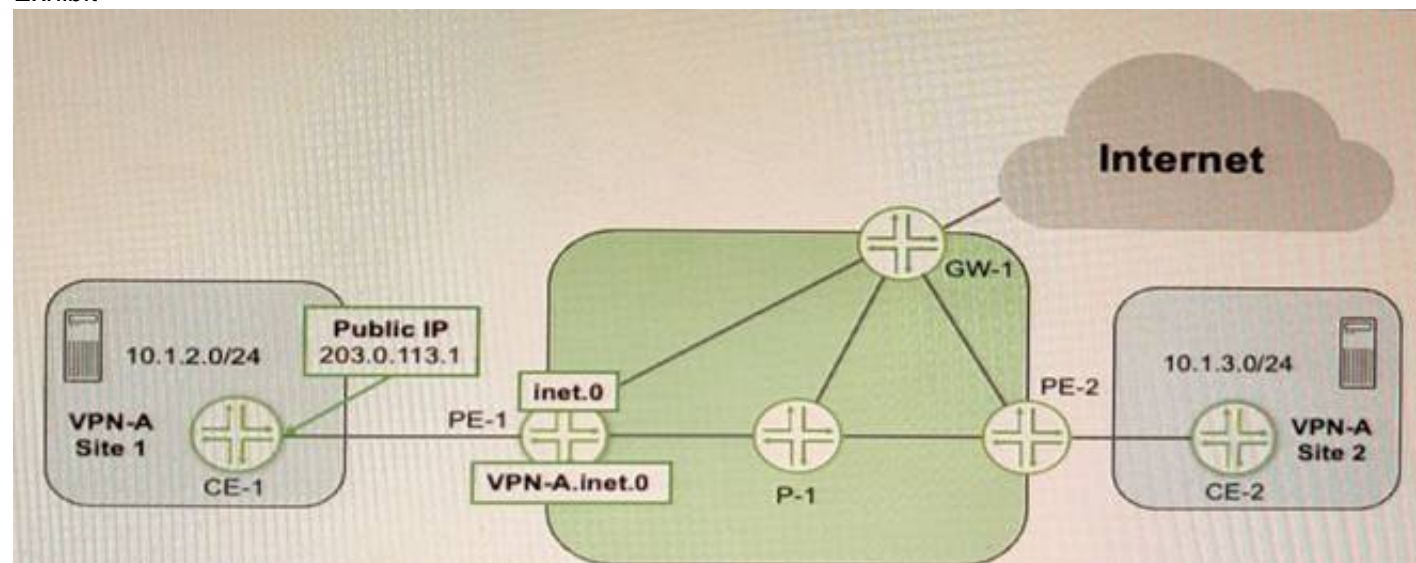 Internet
GW-1
Public IP
203.0.113.1
10.1.2.0/24
VPN-A
Site 1
CE-1
inet.0
PE-1
VPN-A.inet.0
P-1
PE-2
10.1.3.0/24
VPN-A
Site 2
CE-2